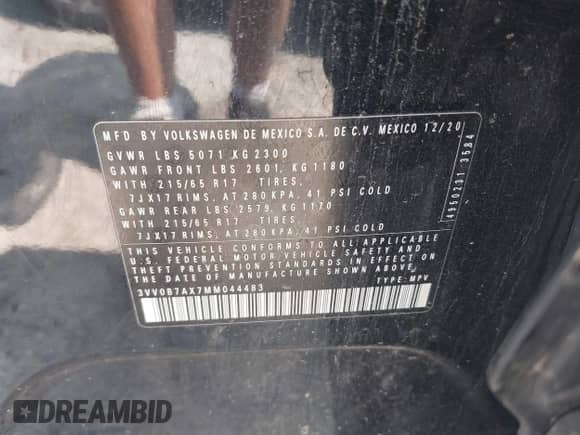 MFD BY VOLKSWAGEN DE MEXICO S.A. DE C.V. MEXICO 12/20
GVWR LBS 5071 KG 2300
GAWR FRONT LBS 2601, KG 1180
WITH 215/65 R17 TIRES,
7JX17 RIMS, AT 280 KPA, 41 PSI COLD
GAWR REAR LBS 2579, KG 1170
WITH 215/65 R17 TIRES,
7JX17 RIMS, AT 280 KPA, 41 PSI COLD
THIS VEHICLE CONFORMS TO ALL APPLICABLE
U.S. FEDERAL MOTOR VEHICLE SAFETY AND
THEFT PREVENTION STANDARDS IN EFFECT ON
THE DATE OF MANUFACTURE SHOWN ABOVE.
3VV0B7AX7MM044483 TYPE: MPV
4950231 3584
DREAMBID